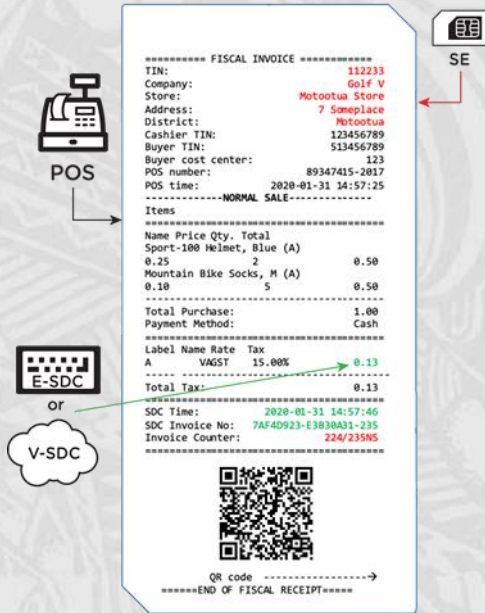 ========== FISCAL INVOICE ============
TIN: 112233
Company: Golf V
Store: Motootua Store
Address: 7 Someplace
District: Motootua
Cashier TIN: 123456789
Buyer TIN: 513456789
Buyer cost center: 123
POS number: 89347415-2017
POS time: 2020-01-31 14:57:25
-------------NORMAL SALE--------------
Items
========================================
Name Price Qty. Total
Sport-100 Helmet, Blue (A)
0.25 2 0.50
Mountain Bike Socks, M (A)
0.10 5 0.50
----------------------------------------
Total Purchase: 1.00
Payment Method: Cash
========================================
Label Name Rate Tax
A VAGST 15.00% 0.13
----------------------------------------
Total Tax: 0.13
========================================
SDC Time: 2020-01-31 14:57:46
SDC Invoice No: 7AF4D923-E3B30A31-235
Invoice Counter: 224/235NS
========================================
QR code ------------------→
======END OF FISCAL RECEIPT=====
SE
POS
E-SDC
or
V-SDC